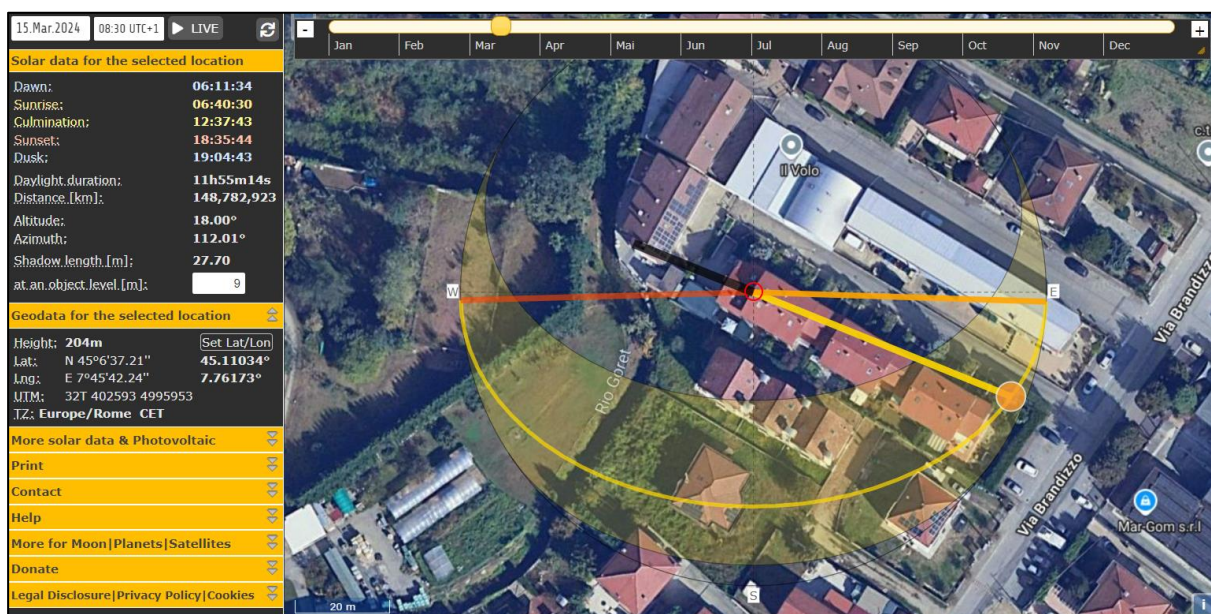 15.Mar.2024 08:30 UTC+1 LIVE
Solar data for the selected location
Dawn: 06:11:34
Sunrise: 06:40:30
Culmination: 12:37:43
Sunset: 18:35:44
Dusk: 19:04:43
Daylight duration: 11h55m14s
Distance [km]: 148,782,923
Altitude: 18.00°
Azimuth: 112.01°
Shadow length [m]: 27.70
at an object level [m]: 9
Geodata for the selected location
Height: 204m Set Lat/Lon
Lat: N 45°6'37.21'' 45.11034°
Lng: E 7°45'42.24'' 7.76173°
UTM: 32T 402593 4995953
TZ: Europe/Rome CET
More solar data & Photovoltaic
Print
Contact
Help
More for Moon|Planets|Satellites
Donate
Legal Disclosure|Privacy Policy|Cookies
- +
Jan Feb Mar Apr Mai Jun Jul Aug Sep Oct Nov Dec
c.t
Il Volo
W E
Via Brandizzo
Rio Goret
Via Brandizzo
Mar-Gom s.r.l
S
20 m
i